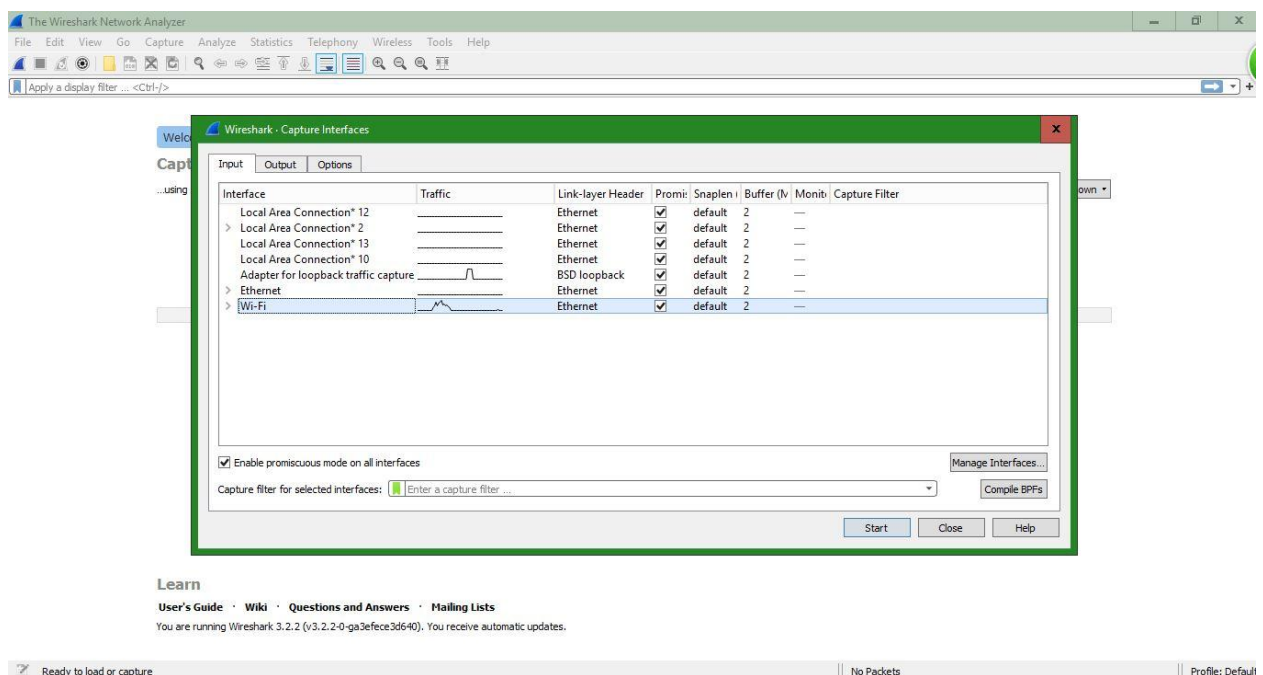 The Wireshark Network Analyzer
File Edit View Go Capture Analyze Statistics Telephony Wireless Tools Help
Apply a display filter ... <Ctrl-/>
Welco
Wireshark · Capture Interfaces
Capt
Input Output Options
...using
own
Interface Traffic Link-layer Header Promis Snaplen ( Buffer (M Monito Capture Filter
Local Area Connection* 12 Ethernet default 2 —
Local Area Connection* 2 Ethernet default 2 —
Local Area Connection* 13 Ethernet default 2 —
Local Area Connection* 10 Ethernet default 2 —
Adapter for loopback traffic capture BSD loopback default 2 —
Ethernet Ethernet default 2 —
Wi-Fi Ethernet default 2 —
Enable promiscuous mode on all interfaces
Manage Interfaces...
Capture filter for selected interfaces: Enter a capture filter ...
Compile BPFs
Start Close Help
Learn
User's Guide · Wiki · Questions and Answers · Mailing Lists
You are running Wireshark 3.2.2 (v3.2.2-0-ga3efece3d640). You receive automatic updates.
Ready to load or capture No Packets Profile: Default